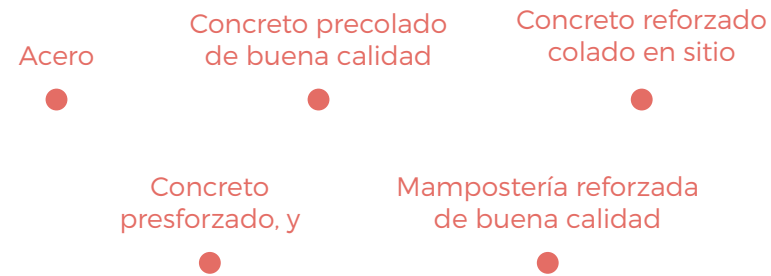 Acero
Concreto precolado
de buena calidad
Concreto reforzado
colado en sitio
Concreto
presforzado, y
Mampostería reforzada
de buena calidad